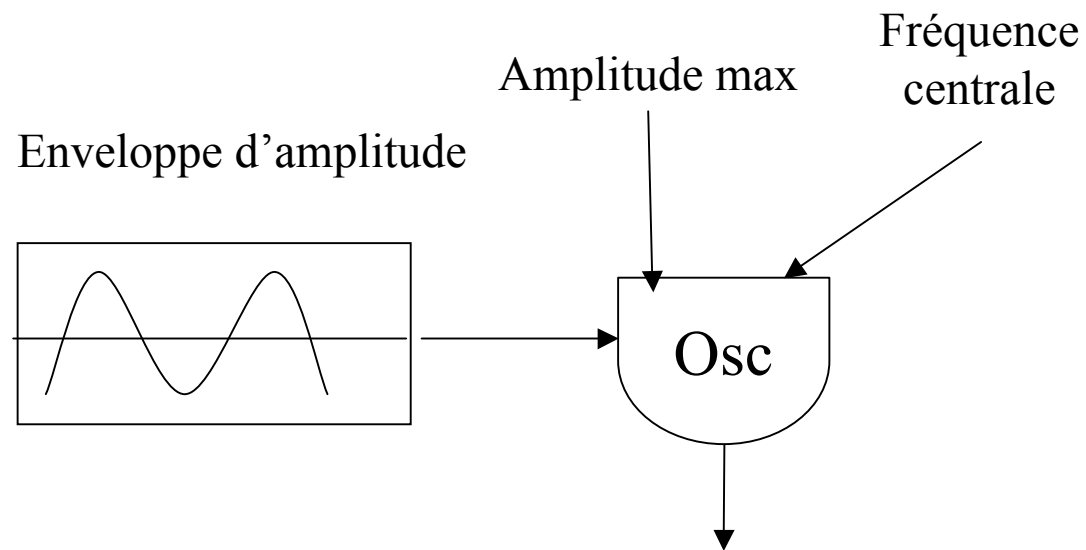 Fréquence
centrale
Amplitude max
Enveloppe d’amplitude
Osc